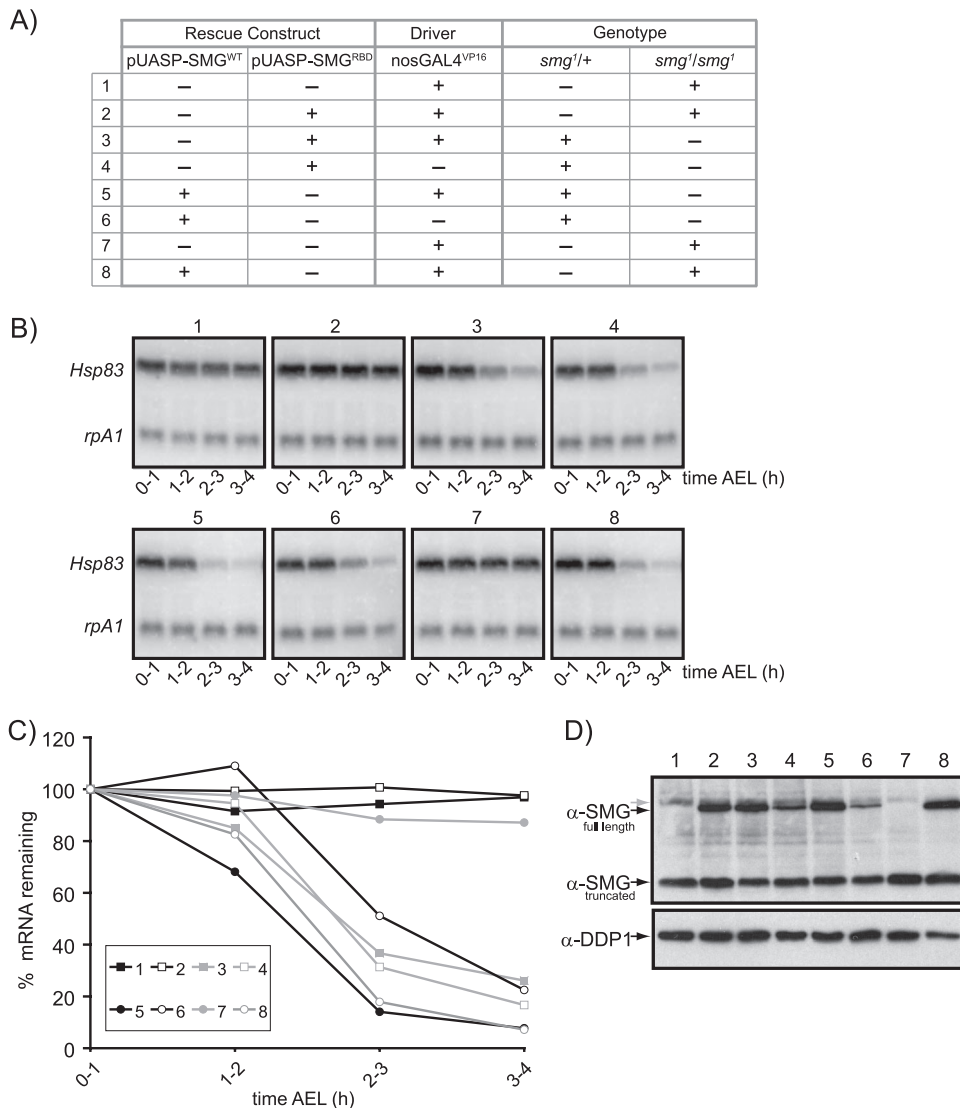 A)
Rescue Construct Driver Genotype
pUASP-SMG^WT pUASP-SMG^RBD nosGAL4^VP16 smg¹/+ smg¹/smg¹
1 – – + – +
2 – + + – +
3 – + + + –
4 – + – + –
5 + – + + –
6 + – – + –
7 – – + – +
8 + – + – +
B)
1 2 3 4
Hsp83
rpA1
0-1 1-2 2-3 3-4 0-1 1-2 2-3 3-4 0-1 1-2 2-3 3-4 0-1 1-2 2-3 3-4 time AEL (h)
5 6 7 8
Hsp83
rpA1
0-1 1-2 2-3 3-4 0-1 1-2 2-3 3-4 0-1 1-2 2-3 3-4 0-1 1-2 2-3 3-4 time AEL (h)
C)
% mRNA remaining
120
100
80
60
40
20
0
1 2 3 4
5 6 7 8
0-1 1-2 2-3 3-4
time AEL (h)
D)
1 2 3 4 5 6 7 8
α-SMG
full length
α-SMG
truncated
α-DDP1